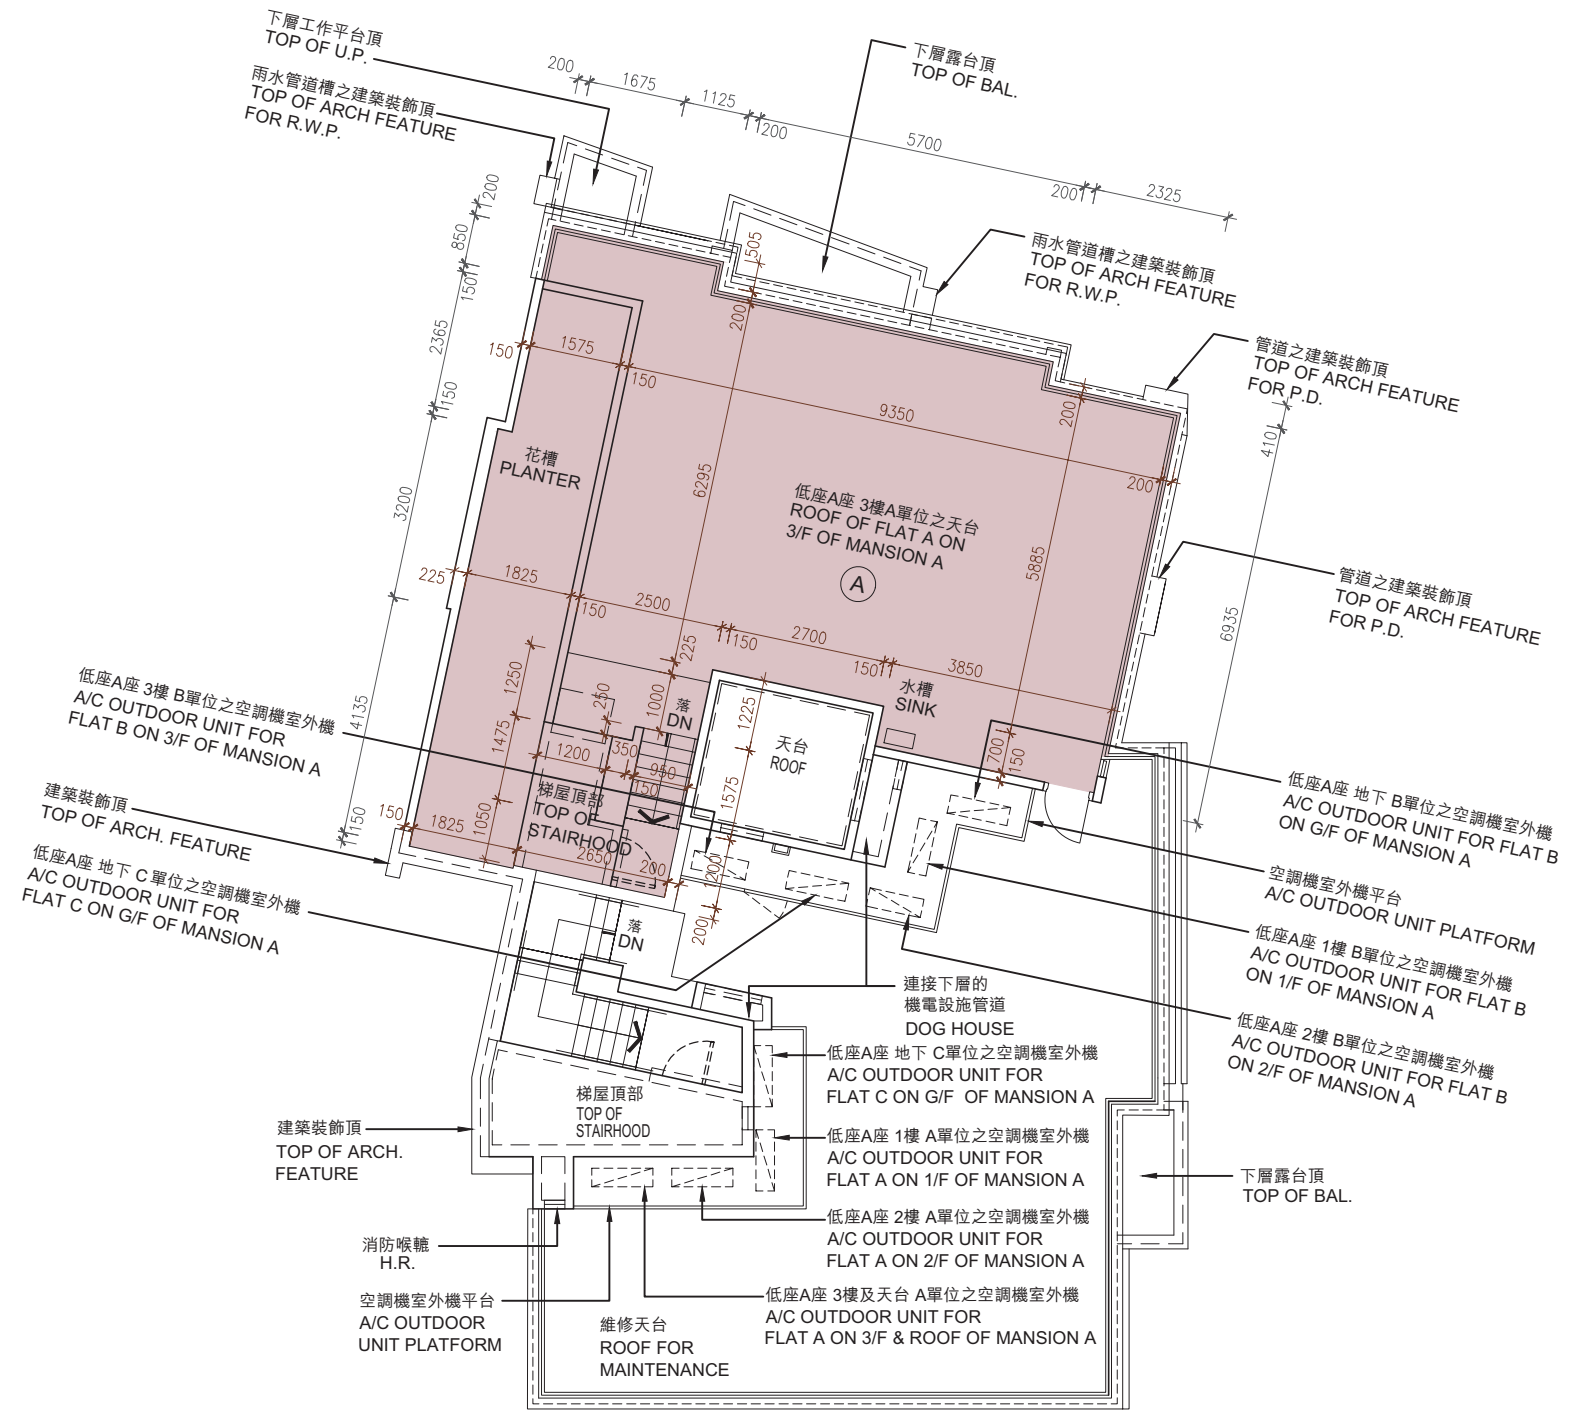 下層工作平台頂
TOP OF U.P.
雨水管道槽之建築裝飾頂
TOP OF ARCH FEATURE
FOR R.W.P.
下層露台頂
TOP OF BAL.
200
1675
1125
200
5700
200
2325
雨水管道槽之建築裝飾頂
TOP OF ARCH FEATURE
FOR R.W.P.
管道之建築裝飾頂
TOP OF ARCH FEATURE
FOR P.D.
管道之建築裝飾頂
TOP OF ARCH FEATURE
FOR P.D.
200
850
150
2365
150
3200
4135
150
410
6935
505
200
150
1575
150
9350
200
200
花槽
PLANTER
6295
低座A座 3樓A單位之天台
ROOF OF FLAT A ON
3/F OF MANSION A
A
5885
225
1825
150
2500
150
2700
150
3850
225
1000
1250
250
1475
1200
350
950
150
1050
150
1825
2650
200
落
DN
天台
ROOF
1225
1575
1200
200
水槽
SINK
700
150
梯屋頂部
TOP OF
STAIRHOOD
低座A座 3樓 B單位之空調機室外機
A/C OUTDOOR UNIT FOR
FLAT B ON 3/F OF MANSION A
建築裝飾頂
TOP OF ARCH. FEATURE
低座A座 地下 C單位之空調機室外機
A/C OUTDOOR UNIT FOR
FLAT C ON G/F OF MANSION A
低座A座 地下 B單位之空調機室外機
A/C OUTDOOR UNIT FOR FLAT B
ON G/F OF MANSION A
空調機室外機平台
A/C OUTDOOR UNIT PLATFORM
低座A座 1樓 B單位之空調機室外機
A/C OUTDOOR UNIT FOR FLAT B
ON 1/F OF MANSION A
低座A座 2樓 B單位之空調機室外機
A/C OUTDOOR UNIT FOR FLAT B
ON 2/F OF MANSION A
落
DN
連接下層的
機電設施管道
DOG HOUSE
低座A座 地下 C單位之空調機室外機
A/C OUTDOOR UNIT FOR
FLAT C ON G/F OF MANSION A
梯屋頂部
TOP OF
STAIRHOOD
建築裝飾頂
TOP OF ARCH.
FEATURE
低座A座 1樓 A單位之空調機室外機
A/C OUTDOOR UNIT FOR
FLAT A ON 1/F OF MANSION A
下層露台頂
TOP OF BAL.
低座A座 2樓 A單位之空調機室外機
A/C OUTDOOR UNIT FOR
FLAT A ON 2/F OF MANSION A
消防喉轆
H.R.
空調機室外機平台
A/C OUTDOOR
UNIT PLATFORM
維修天台
ROOF FOR
MAINTENANCE
低座A座 3樓及天台 A單位之空調機室外機
A/C OUTDOOR UNIT FOR
FLAT A ON 3/F & ROOF OF MANSION A